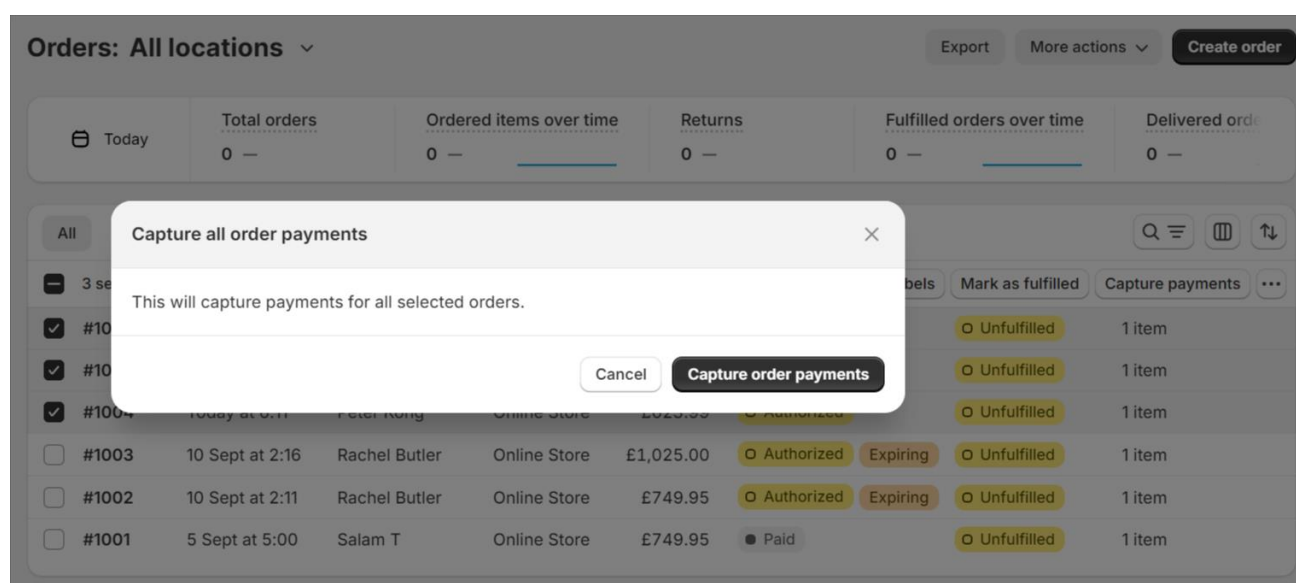 Orders: All locations
Export More actions Create order
Today
Total orders Ordered items over time Returns Fulfilled orders over time Delivered
0 — 0 — 0 — 0 — 0 —
All
Capture all order payments
3
Mark as fulfilled Capture payments
This will capture payments for all selected orders.
Unfulfilled 1 item
Unfulfilled 1 item
Cancel Capture order payments
#1004 Unfulfilled 1 item
#1003 10 Sept at 2:16 Rachel Butler Online Store £1,025.00 Authorized Expiring Unfulfilled 1 item
#1002 10 Sept at 2:11 Rachel Butler Online Store £749.95 Authorized Expiring Unfulfilled 1 item
#1001 5 Sept at 5:00 Salam T Online Store £749.95 Paid Unfulfilled 1 item